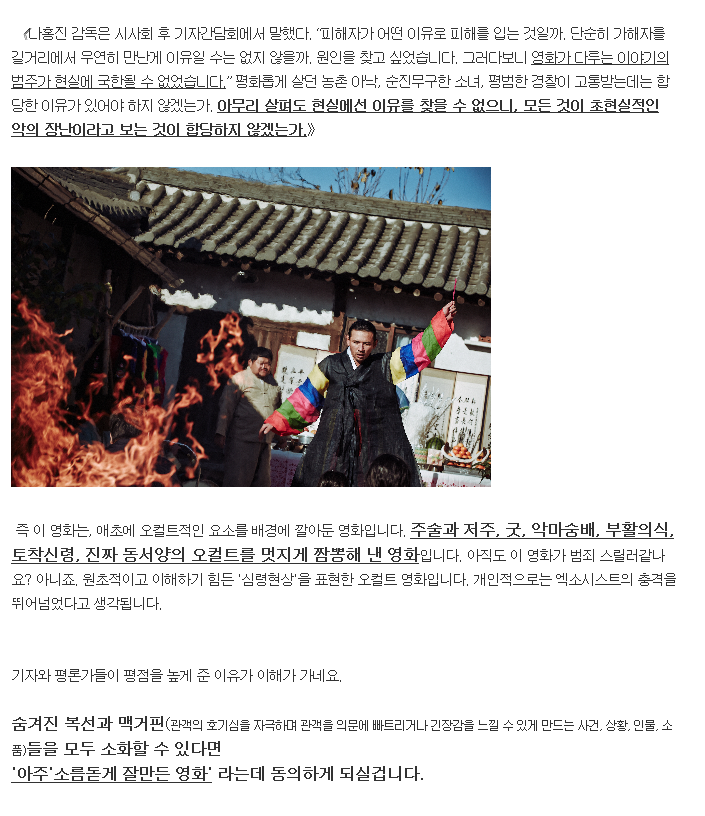 《나홍진 감독은 시사회 후 기자간담회에서 말했다. “피해자가 어떤 이유로 피해를 입는 것일까. 단순히 가해자를
길거리에서 우연히 만난게 이유일 수는 없지 않을까. 원인을 찾고 싶었습니다. 그러다보니 영화가 다루는 이야기의
범주가 현실에 국한될 수 없었습니다.” 평화롭게 살던 농촌 아낙, 순진무구한 소녀, 평범한 경찰이 고통받는데는 합
당한 이유가 있어야 하지 않겠는가. 아무리 살펴도 현실에선 이유를 찾을 수 없으니, 모든 것이 초현실적인
악의 장난이라고 보는 것이 합당하지 않겠는가.》
즉 이 영화는, 애초에 오컬트적인 요소를 배경에 깔아둔 영화입니다. 주술과 저주, 굿, 악마숭배, 부활의식,
토착신령, 진짜 동서양의 오컬트를 멋지게 짬뽕해 낸 영화입니다. 아직도 이 영화가 범죄 스릴러같나
요? 아니죠. 원초적이고 이해하기 힘든 '심령현상'을 표현한 오컬트 영화입니다. 개인적으로는 엑소시스트의 충격을
뛰어넘었다고 생각됩니다.
기자와 평론가들이 평점을 높게 준 이유가 이해가 가네요.
숨겨진 복선과 맥거핀(관객의 호기심을 자극하며 관객을 의문에 빠트리거나 긴장감을 느낄 수 있게 만드는 사건, 상황, 인물, 소
품)들을 모두 소화할 수 있다면
'아주'소름돋게 잘만든 영화' 라는데 동의하게 되실겁니다.